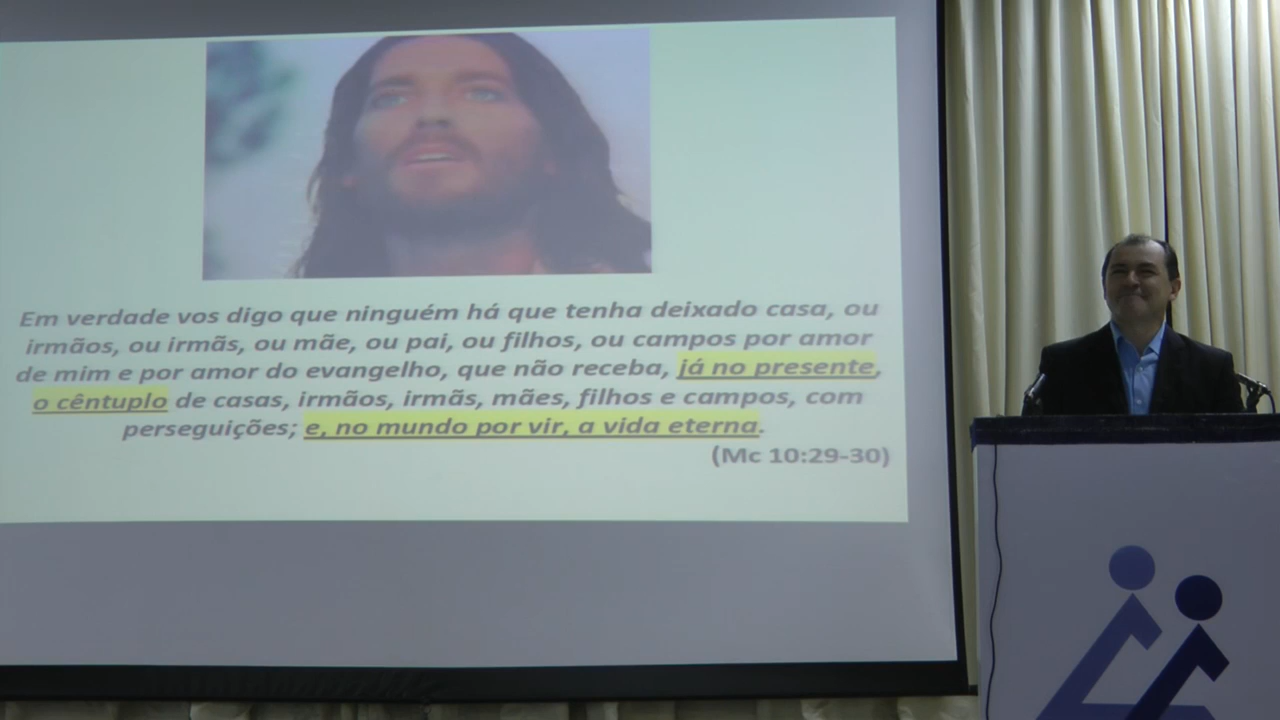 Em verdade vos digo que ninguém há que tenha deixado casa, ou
irmãos, ou irmãs, ou mãe, ou pai, ou filhos, ou campos por amor
de mim e por amor do evangelho, que não receba, já no presente,
o cêntuplo de casas, irmãos, irmãs, mães, filhos e campos, com
perseguições; e, no mundo por vir, a vida eterna.
(Mc 10:29-30)